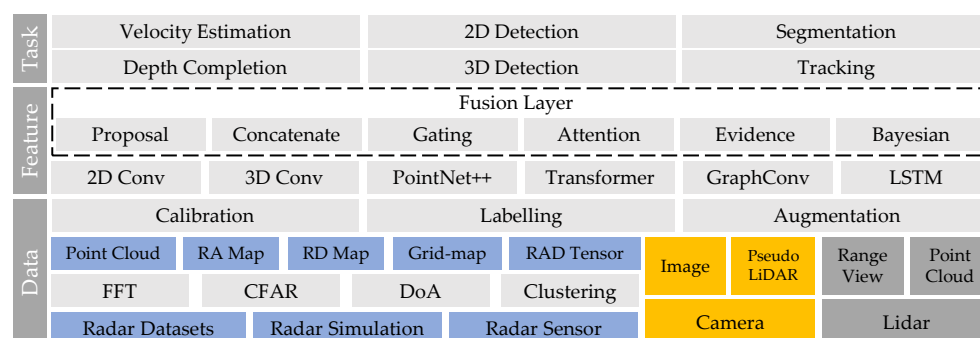 Task
Velocity Estimation 2D Detection Segmentation
Depth Completion 3D Detection Tracking
Feature
Fusion Layer
Proposal Concatenate Gating Attention Evidence Bayesian
2D Conv 3D Conv PointNet++ Transformer GraphConv LSTM
Data
Calibration Labelling Augmentation
Point Cloud RA Map RD Map Grid-map RAD Tensor
Image
Pseudo
LiDAR
Range
View
Point
Cloud
FFT CFAR DoA Clustering
Radar Datasets Radar Simulation Radar Sensor Camera Lidar